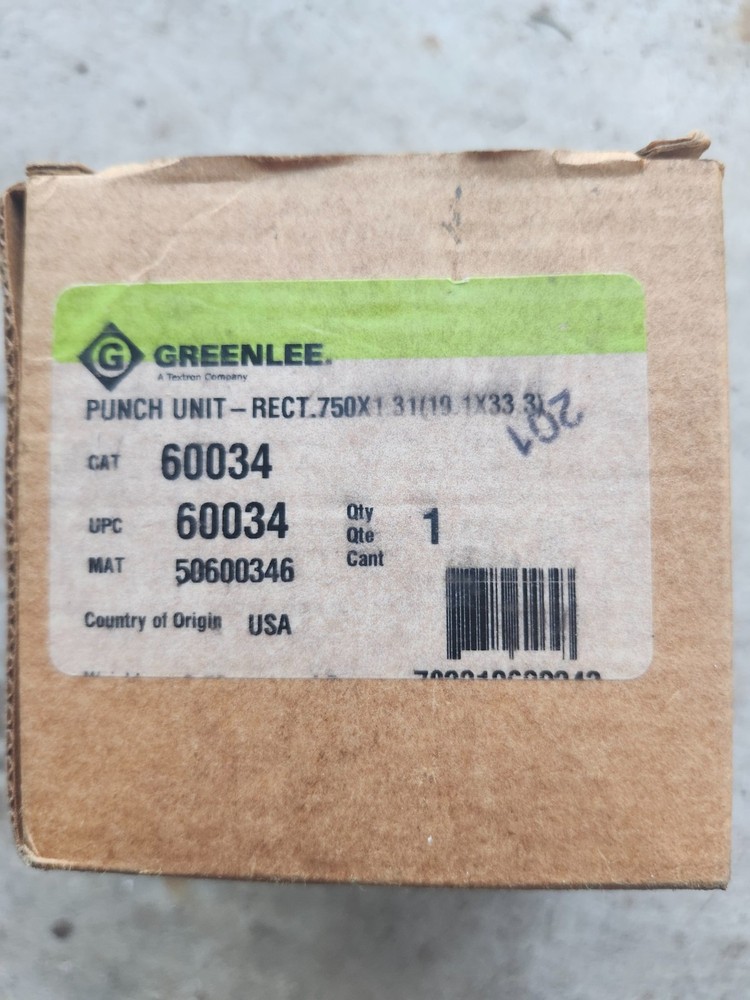 G GREENLEE.
A Textron Company
PUNCH UNIT – RECT.750X1.31(19.1X33.3)
201
CAT 60034
UPC 60034
Qty
Qte 1
Cant
MAT 50600346
Country of Origin USA